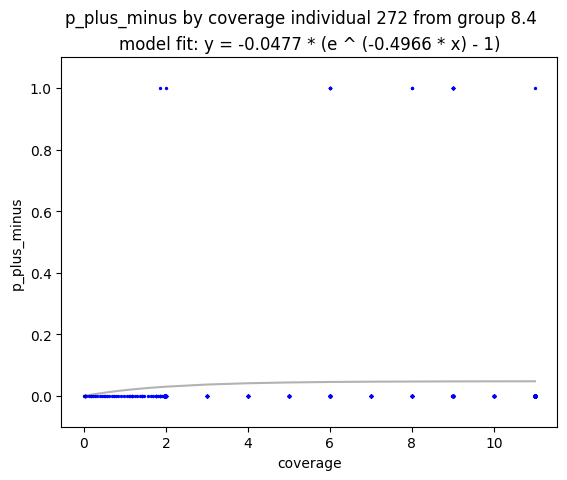 p_plus_minus by coverage individual 272 from group 8.4
model fit: y = -0.0477 * (e ^ (-0.4966 * x) - 1)
1.0
0.8
0.6
0.4
0.2
0.0
p_plus_minus
0 2 4 6 8 10
coverage